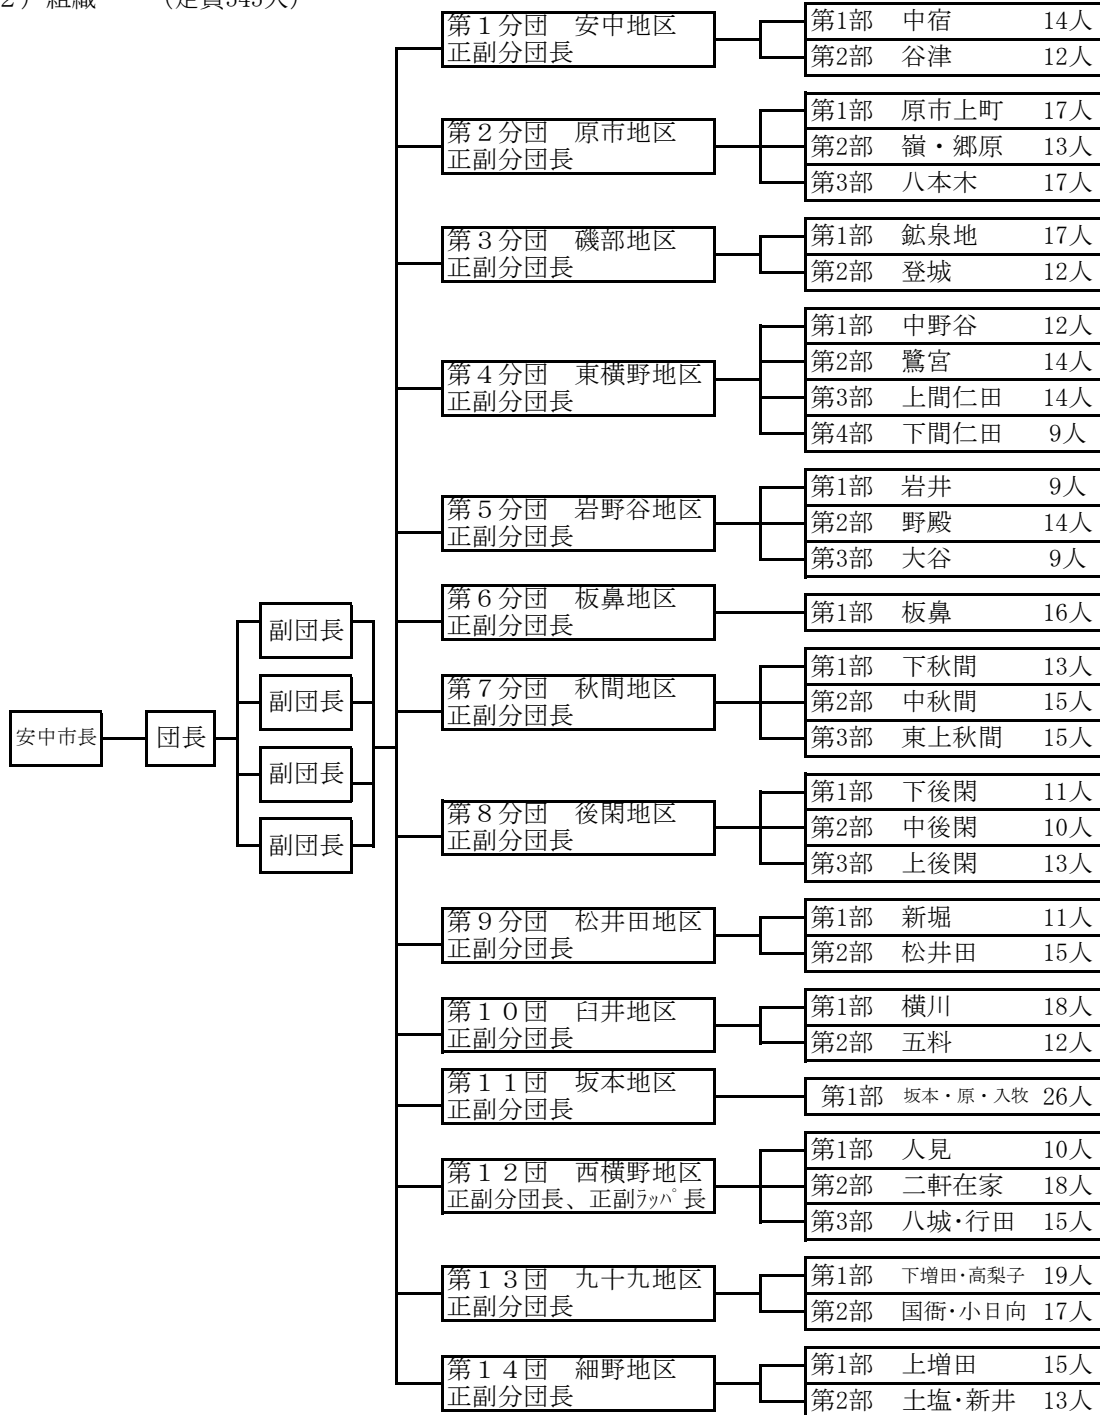 2) 組織 (定員543人)
第１分団 安中地区
正副分団長
第1部 中宿 14人
第2部 谷津 12人
第２分団 原市地区
正副分団長
第1部 原市上町 17人
第2部 嶺・郷原 13人
第3部 八本木 17人
第３分団 磯部地区
正副分団長
第1部 鉱泉地 17人
第2部 登城 12人
第４分団 東横野地区
正副分団長
第1部 中野谷 12人
第2部 鷺宮 14人
第3部 上間仁田 14人
第4部 下間仁田 9人
第５分団 岩野谷地区
正副分団長
第1部 岩井 9人
第2部 野殿 14人
第3部 大谷 9人
第６分団 板鼻地区
正副分団長
第1部 板鼻 16人
安中市長
団長
副団長
副団長
副団長
副団長
第７分団 秋間地区
正副分団長
第1部 下秋間 13人
第2部 中秋間 15人
第3部 東上秋間 15人
第８分団 後閑地区
正副分団長
第1部 下後閑 11人
第2部 中後閑 10人
第3部 上後閑 13人
第９分団 松井田地区
正副分団長
第1部 新堀 11人
第2部 松井田 15人
第１０団 臼井地区
正副分団長
第1部 横川 18人
第2部 五料 12人
第１１団 坂本地区
正副分団長
第1部 坂本・原・入牧 26人
第１２団 西横野地区
正副分団長、正副ﾗｯﾊﾟ長
第1部 人見 10人
第2部 二軒在家 18人
第3部 八城・行田 15人
第１３団 九十九地区
正副分団長
第1部 下増田・高梨子 19人
第2部 国衙・小日向 17人
第１４団 細野地区
正副分団長
第1部 上増田 15人
第2部 土塩・新井 13人